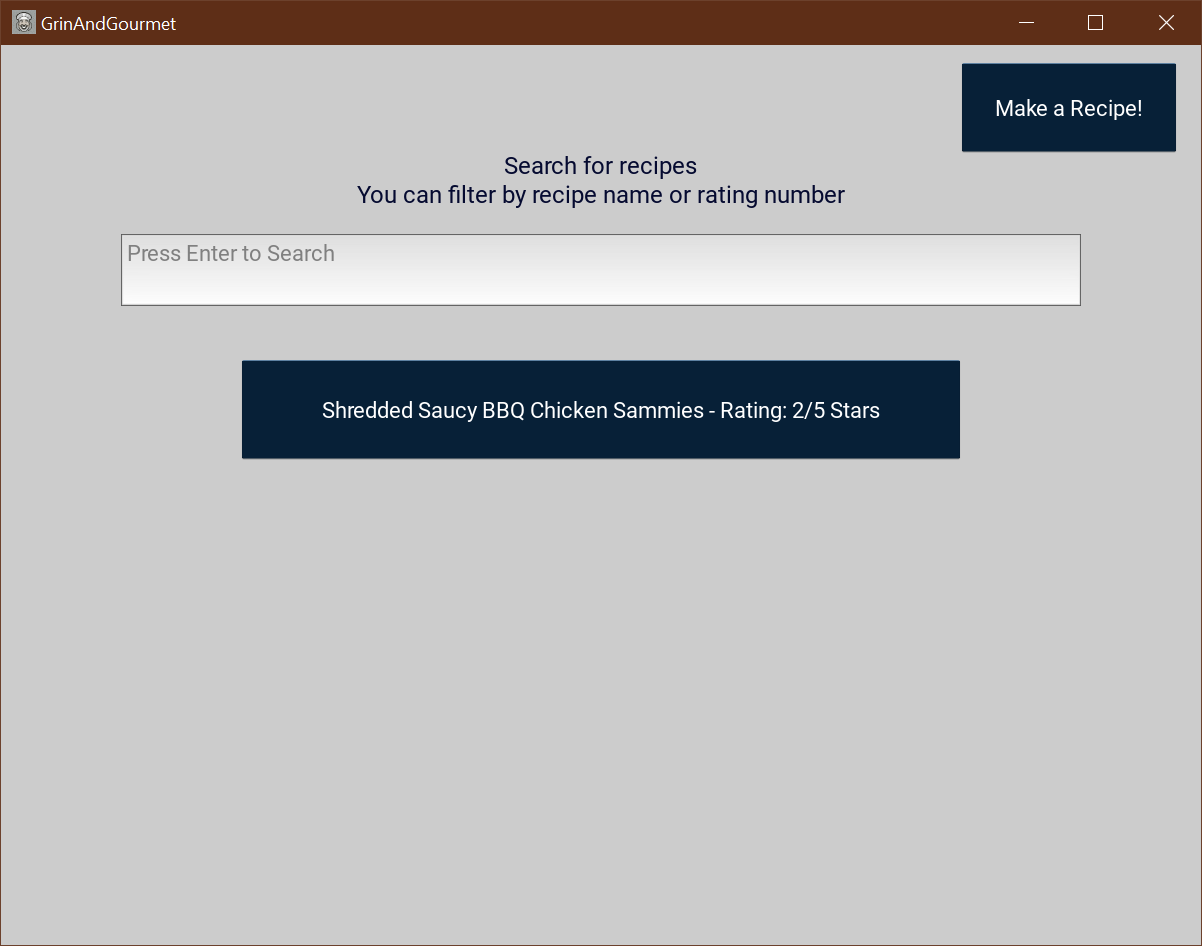 GrinAndGourmet
Make a Recipe!
Search for recipes
You can filter by recipe name or rating number
Press Enter to Search
Shredded Saucy BBQ Chicken Sammies - Rating: 2/5 Stars